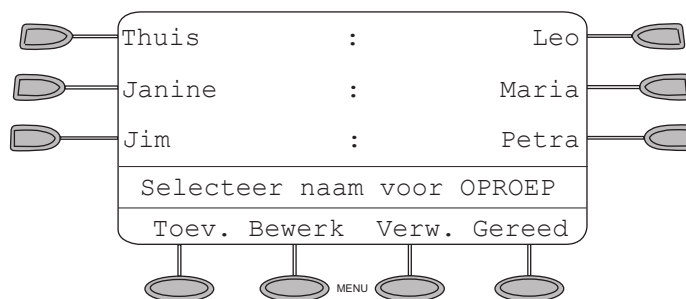 Thuis : Leo
Janine : Maria
Jim : Petra
Selecteer naam voor OPROEP
Toev. Bewerk Verw. Gereed
MENU